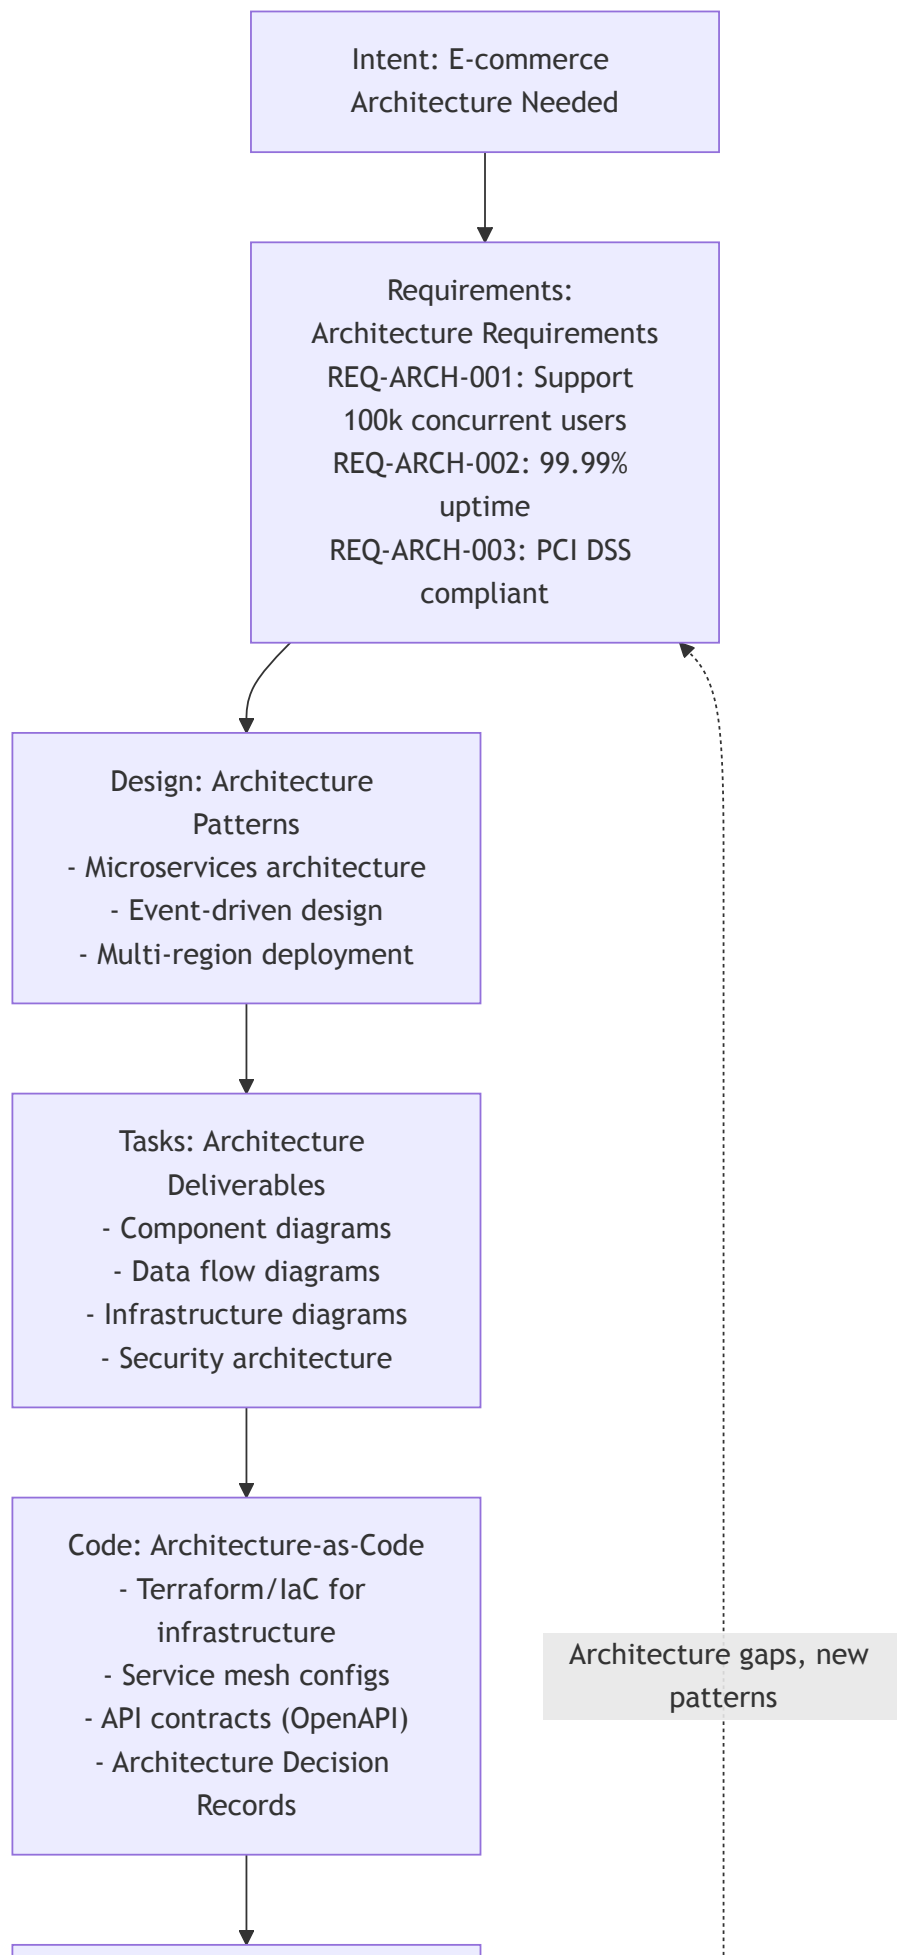 Intent: E-commerce
Architecture Needed
Requirements:
Architecture Requirements
REQ-ARCH-001: Support
100k concurrent users
REQ-ARCH-002: 99.99%
uptime
REQ-ARCH-003: PCI DSS
compliant
Design: Architecture
Patterns
- Microservices architecture
- Event-driven design
- Multi-region deployment
Tasks: Architecture
Deliverables
- Component diagrams
- Data flow diagrams
- Infrastructure diagrams
- Security architecture
Code: Architecture-as-Code
- Terraform/IaC for
infrastructure
- Service mesh configs
- API contracts (OpenAPI)
- Architecture Decision
Records
Architecture gaps, new
patterns